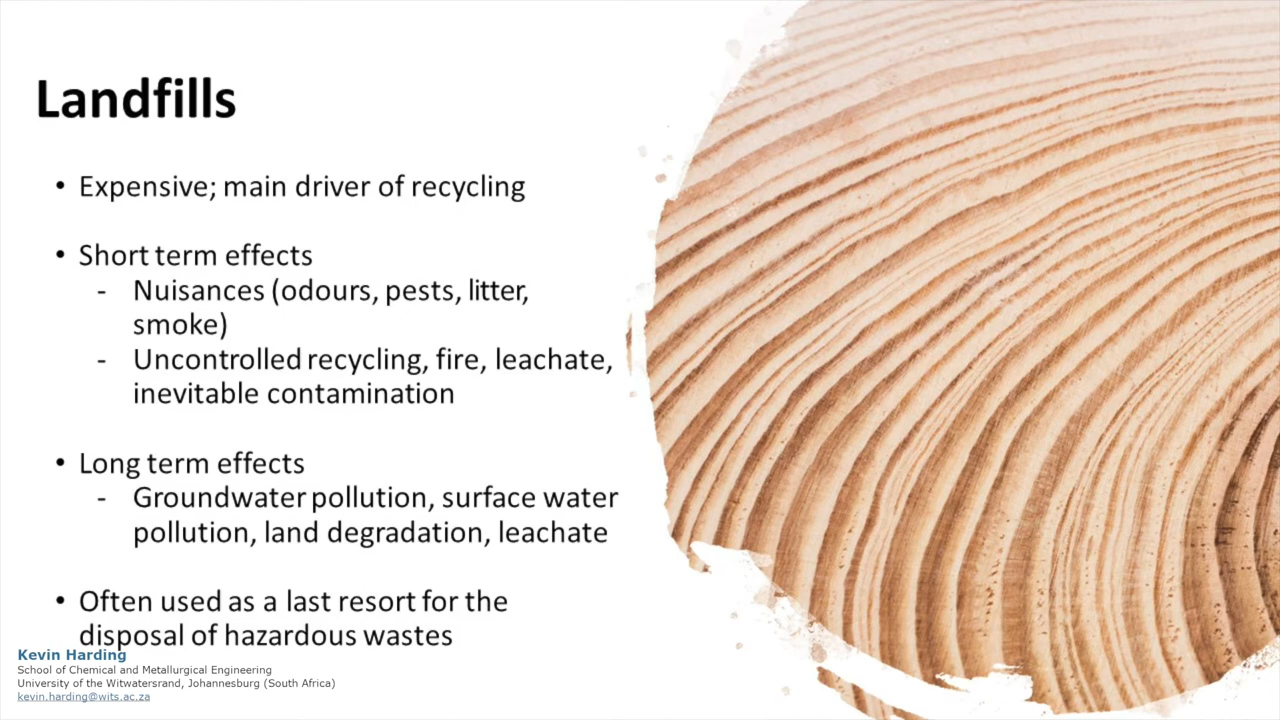 Landfills
• Expensive; main driver of recycling
• Short term effects
- Nuisances (odours, pests, litter,
smoke)
- Uncontrolled recycling, fire, leachate,
inevitable contamination
• Long term effects
- Groundwater pollution, surface water
pollution, land degradation, leachate
• Often used as a last resort for the
disposal of hazardous wastes
Kevin Harding
School of Chemical and Metallurgical Engineering
University of the Witwatersrand, Johannesburg (South Africa)
kevin.harding@wits.ac.za